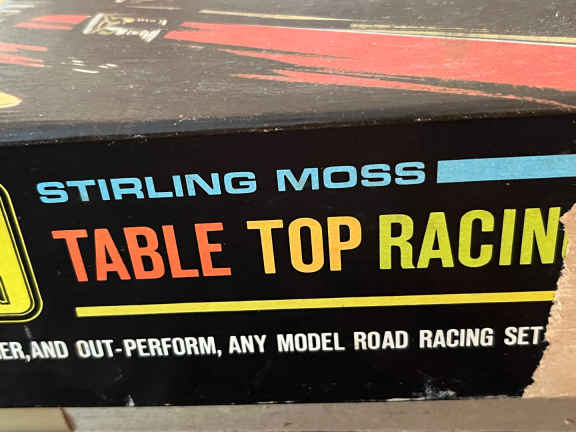 STIRLING MOSS
TABLE TOP RACIN
ER, AND OUT-PERFORM, ANY MODEL ROAD RACING SET